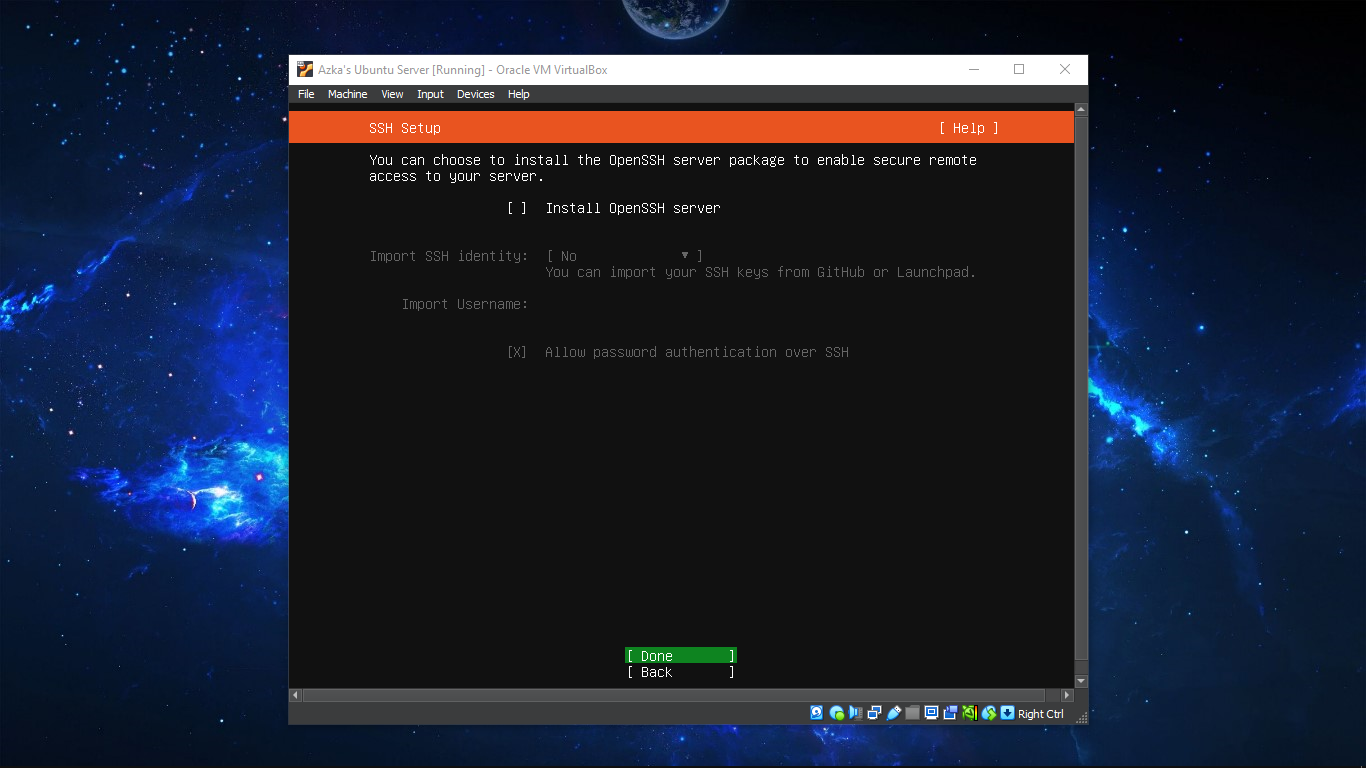 Azka's Ubuntu Server [Running] - Oracle VM VirtualBox
File Machine View Input Devices Help
SSH Setup [ Help ]
You can choose to install the OpenSSH server package to enable secure remote
access to your server.
[ ] Install OpenSSH server
Import SSH identity: [ No ▼ ]
You can import your SSH keys from GitHub or Launchpad.
Import Username:
[X] Allow password authentication over SSH
[ Done ]
[ Back ]
Right Ctrl